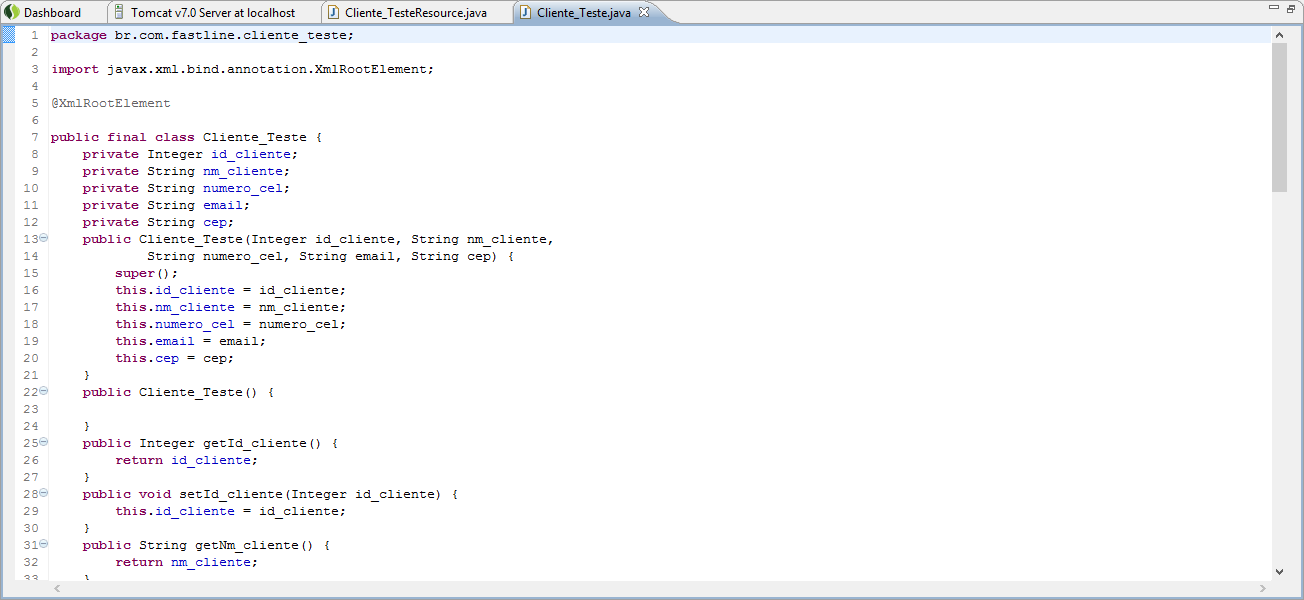 Dashboard Tomcat v7.0 Server at localhost Cliente_TesteResource.java Cliente_Teste.java
1 package br.com.fastline.cliente_teste;
2
3 import javax.xml.bind.annotation.XmlRootElement;
4
5 @XmlRootElement
6
7 public final class Cliente_Teste {
8     private Integer id_cliente;
9     private String nm_cliente;
10     private String numero_cel;
11     private String email;
12     private String cep;
13     public Cliente_Teste(Integer id_cliente, String nm_cliente,
14             String numero_cel, String email, String cep) {
15         super();
16         this.id_cliente = id_cliente;
17         this.nm_cliente = nm_cliente;
18         this.numero_cel = numero_cel;
19         this.email = email;
20         this.cep = cep;
21     }
22     public Cliente_Teste() {
23
24     }
25     public Integer getId_cliente() {
26         return id_cliente;
27     }
28     public void setId_cliente(Integer id_cliente) {
29         this.id_cliente = id_cliente;
30     }
31     public String getNm_cliente() {
32         return nm_cliente;
33     }